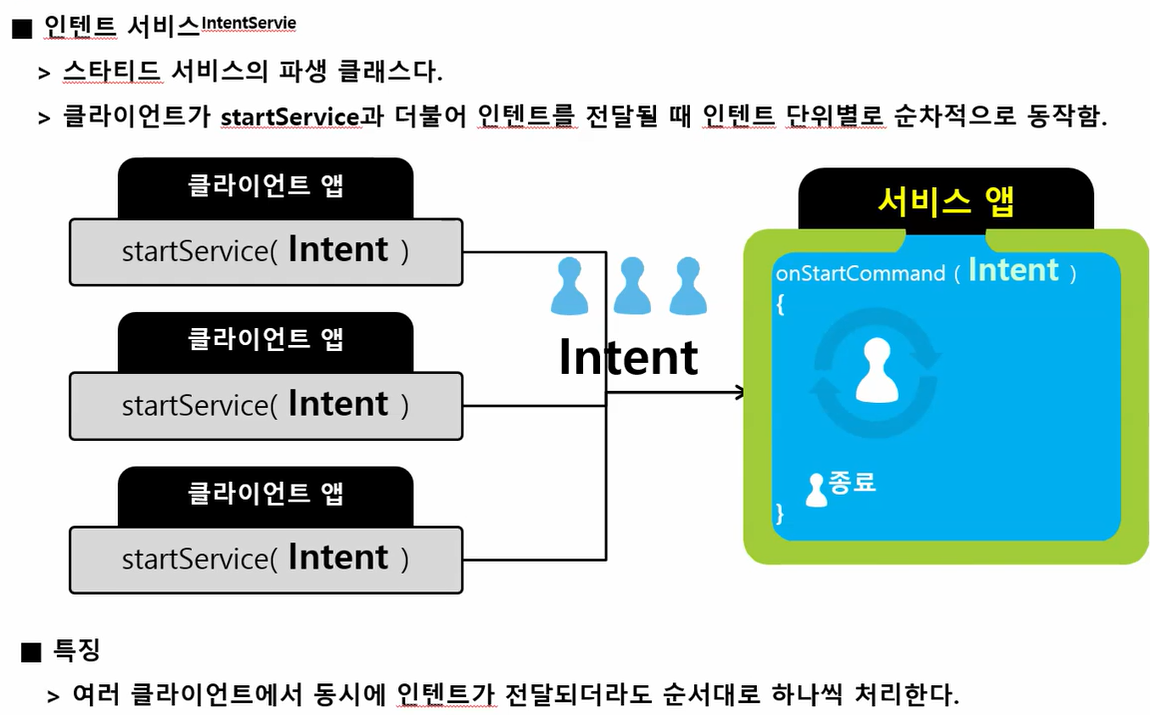 ■ 인텐트 서비스IntentServie
> 스타티드 서비스의 파생 클래스다.
> 클라이언트가 startService과 더불어 인텐트를 전달될 때 인텐트 단위별로 순차적으로 동작함.
클라이언트 앱
startService( Intent )
클라이언트 앱
startService( Intent )
클라이언트 앱
startService( Intent )
Intent
서비스 앱
onStartCommand ( Intent )
{
종료
}
■ 특징
> 여러 클라이언트에서 동시에 인텐트가 전달되더라도 순서대로 하나씩 처리한다.